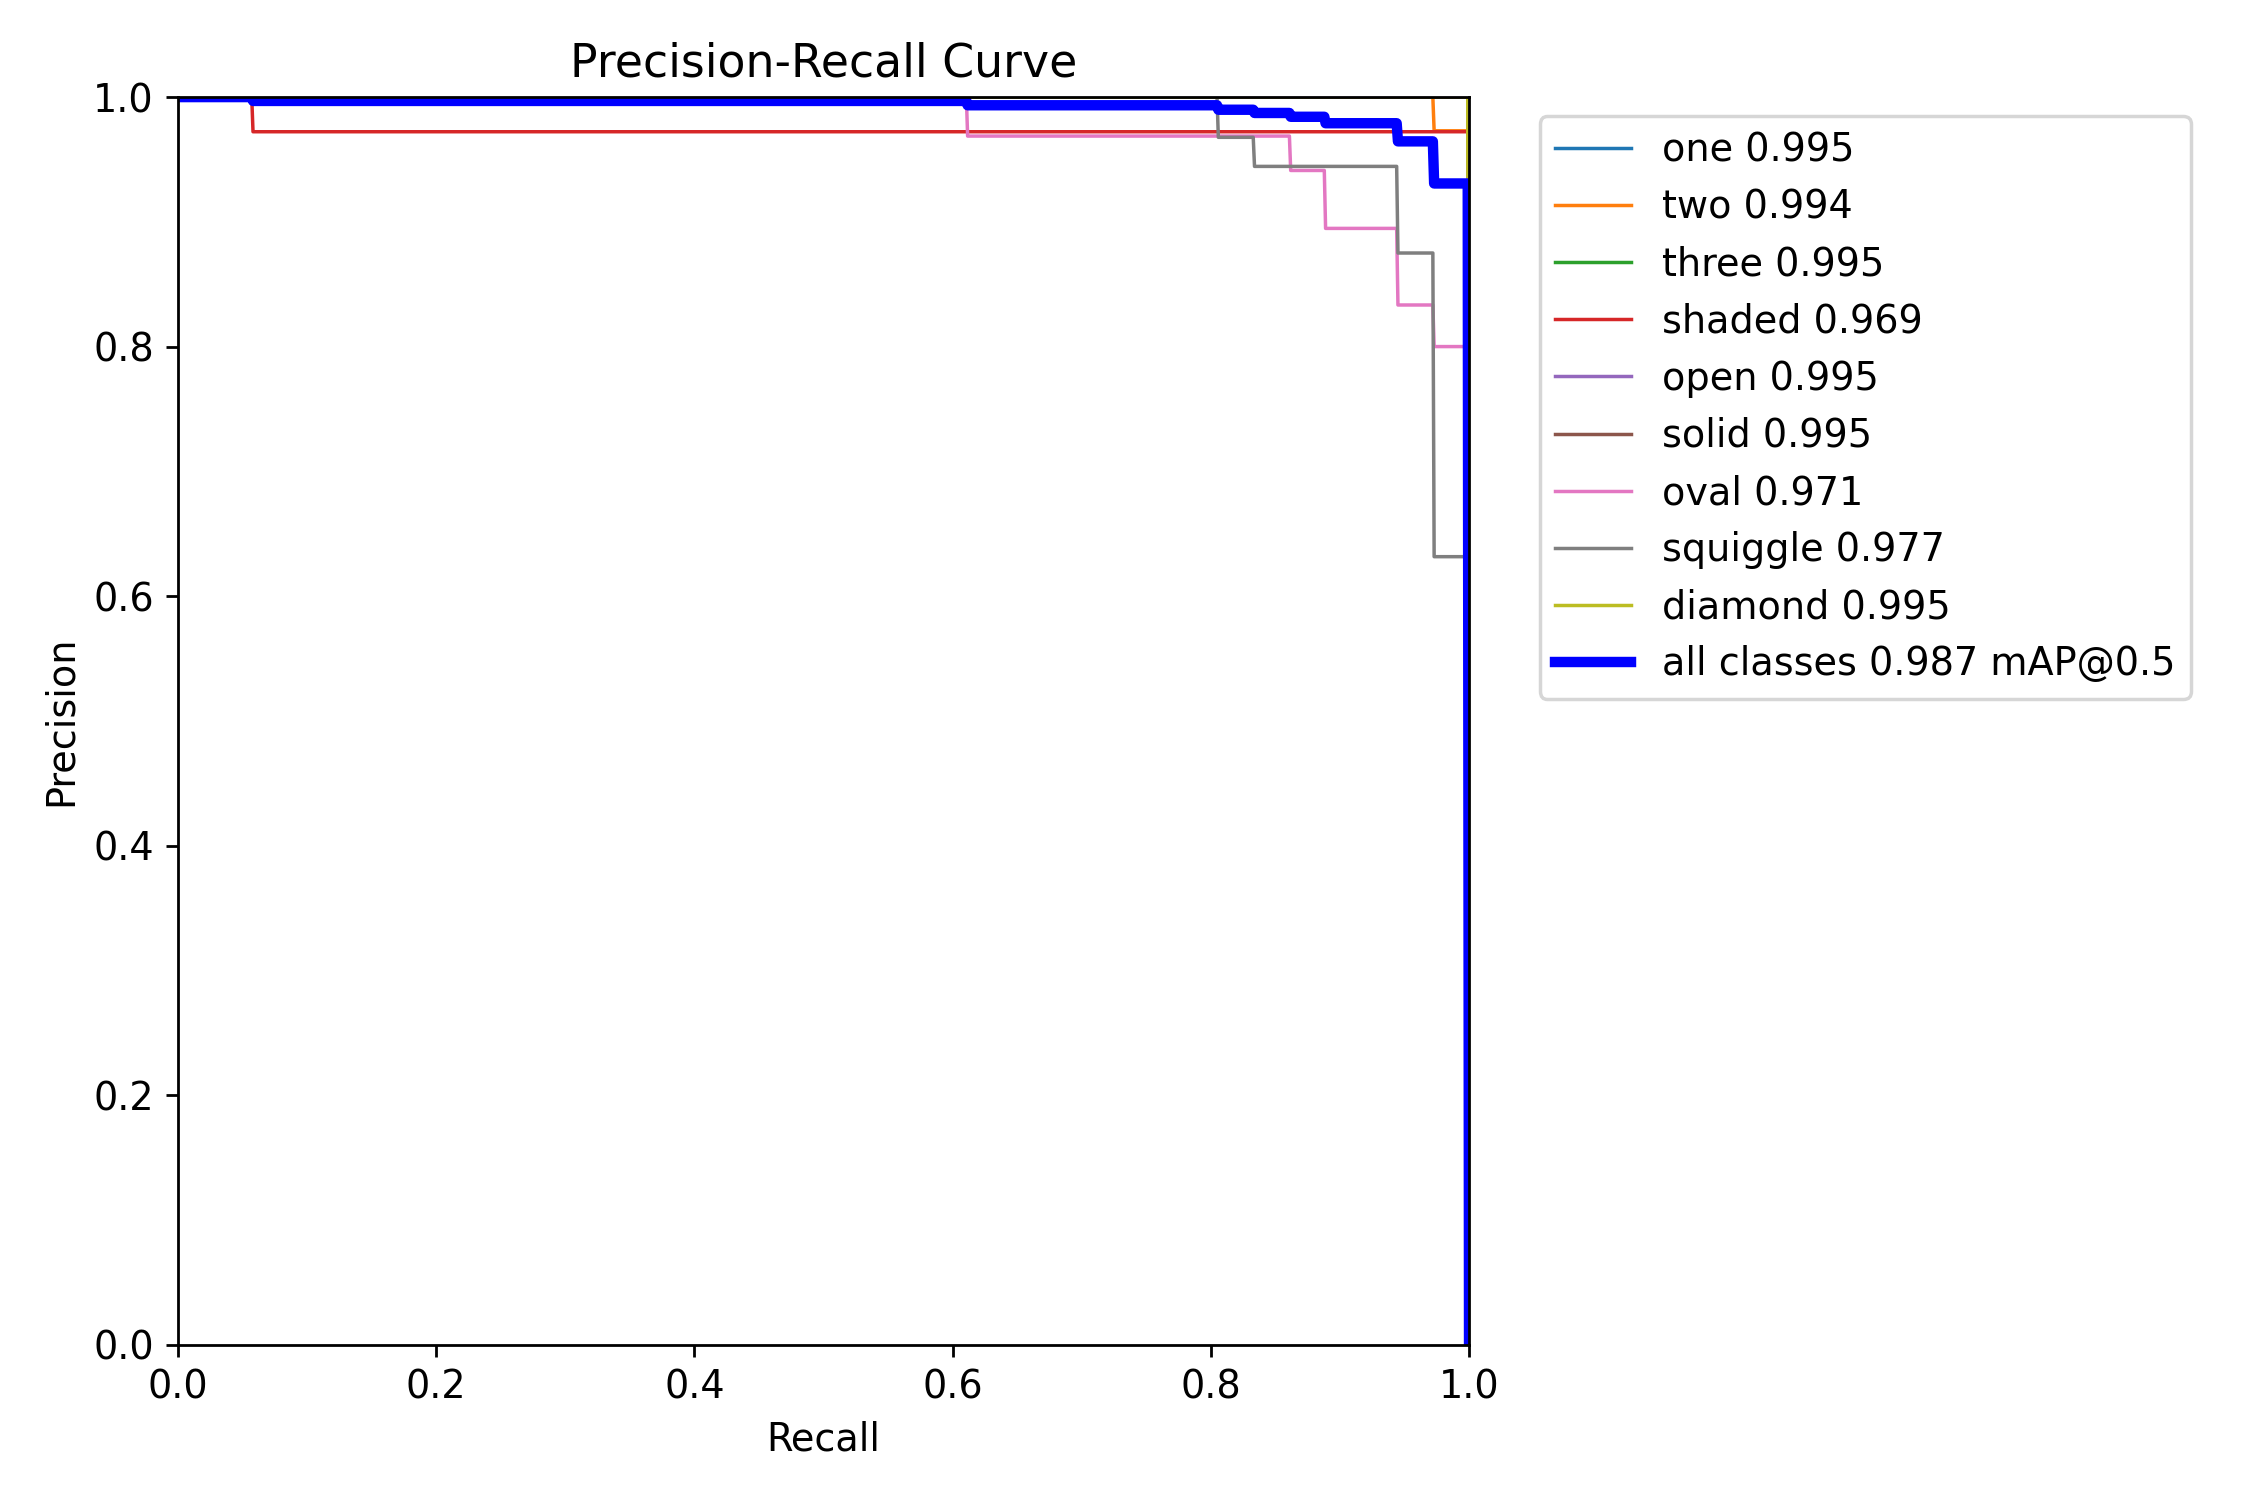 Precision-Recall Curve
1.0
0.8
0.6
0.4
0.2
0.0
Precision
0.0 0.2 0.4 0.6 0.8 1.0
Recall
one 0.995
two 0.994
three 0.995
shaded 0.969
open 0.995
solid 0.995
oval 0.971
squiggle 0.977
diamond 0.995
all classes 0.987 mAP@0.5